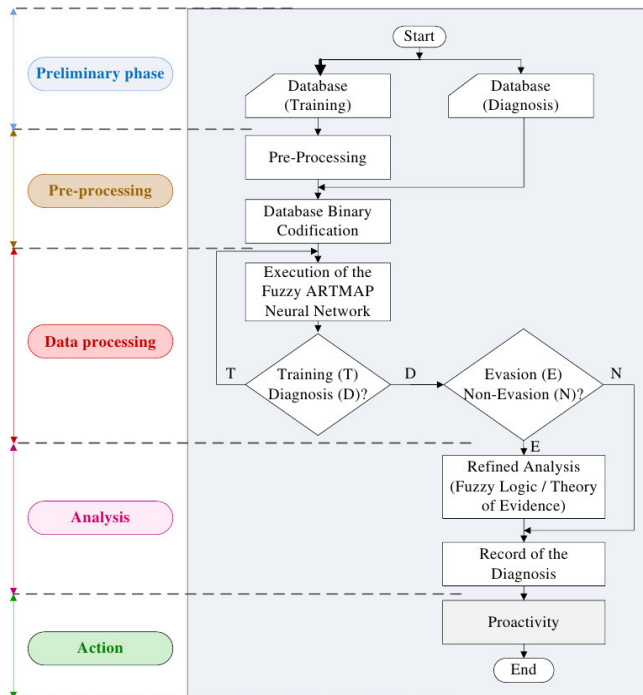 Start
Preliminary phase
Database
(Training)
Database
(Diagnosis)
Pre-Processing
Pre-processing
Database Binary
Codification
Execution of the
Fuzzy ARTMAP
Neural Network
Data processing
T
Training (T)
Diagnosis (D)?
D
Evasion (E)
Non-Evasion (N)?
N
E
Refined Analysis
(Fuzzy Logic / Theory
of Evidence)
Analysis
Record of the
Diagnosis
Proactivity
Action
End